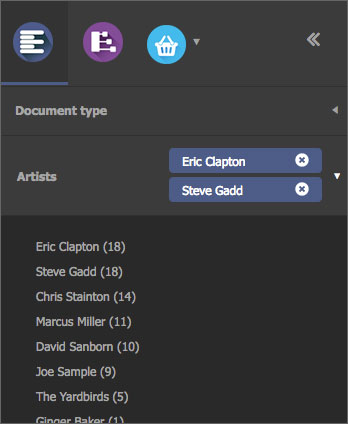 Document type
Artists
Eric Clapton
Steve Gadd
Eric Clapton (18)
Steve Gadd (18)
Chris Stainton (14)
Marcus Miller (11)
David Sanborn (10)
Joe Sample (9)
The Yardbirds (5)
Ginger Baker (1)